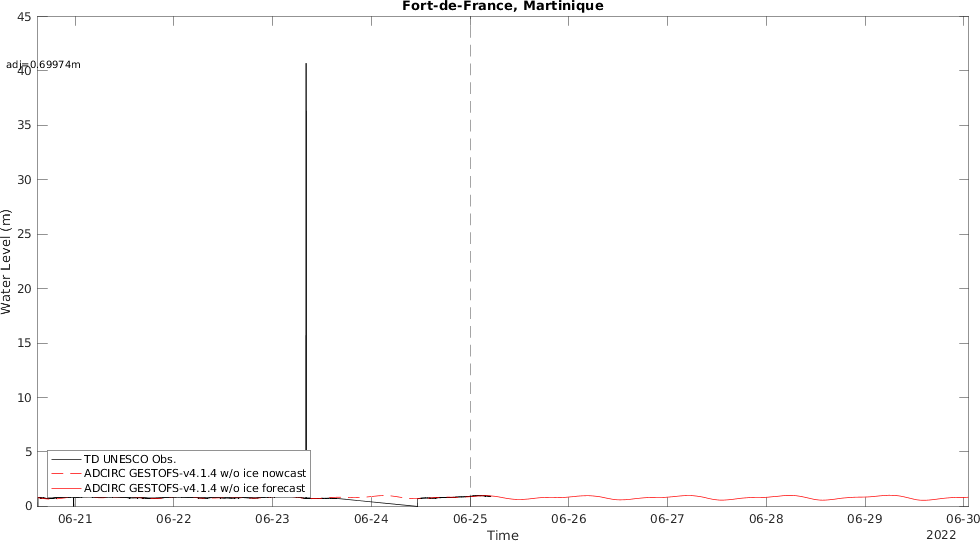 Fort-de-France, Martinique
45
adj=0.69974m
40
35
30
25
20
15
10
5
0
Water Level (m)
TD UNESCO Obs.
ADCIRC GESTOFS-v4.1.4 w/o ice nowcast
ADCIRC GESTOFS-v4.1.4 w/o ice forecast
06-21 06-22 06-23 06-24 06-25 06-26 06-27 06-28 06-29 06-30
Time
2022